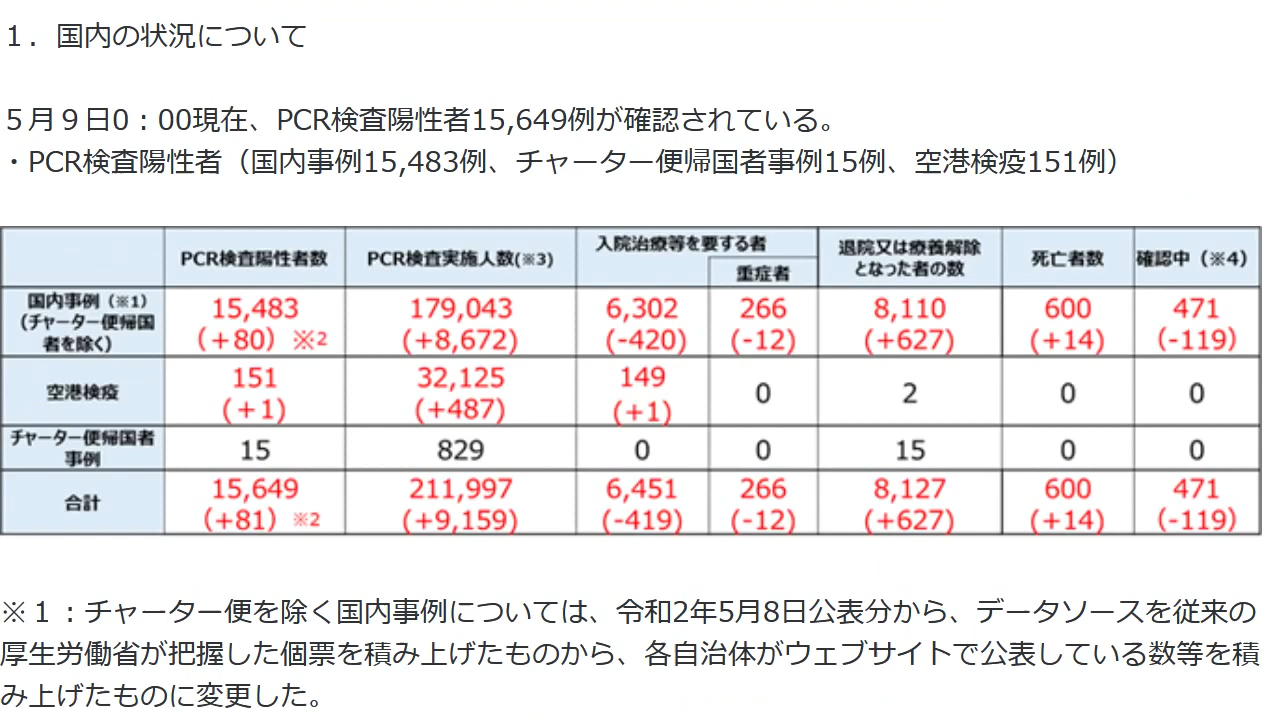 １．国内の状況について
５月９日0：00現在、PCR検査陽性者15,649例が確認されている。
・PCR検査陽性者（国内事例15,483例、チャーター便帰国者事例15例、空港検疫151例）
PCR検査陽性者数 PCR検査実施人数(※3) 入院治療等を要する者 重症者 退院又は療養解除となった者の数 死亡者数 確認中（※4）
国内事例（※1）
（チャーター便帰国
者を除く）
15,483 179,043 6,302 266 8,110 600 471
（+80）※2 (+8,672) (-420) (-12) (+627) (+14) (-119)
空港検疫
151 32,125 149 0 2 0 0
(+1) (+487) (+1)
チャーター便帰国者
事例
15 829 0 0 15 0 0
合計
15,649 211,997 6,451 266 8,127 600 471
（+81）※2 (+9,159) (-419) (-12) (+627) (+14) (-119)
※１：チャーター便を除く国内事例については、令和2年5月8日公表分から、データソースを従来の
厚生労働省が把握した個票を積み上げたものから、各自治体がウェブサイトで公表している数等を積
み上げたものに変更した。